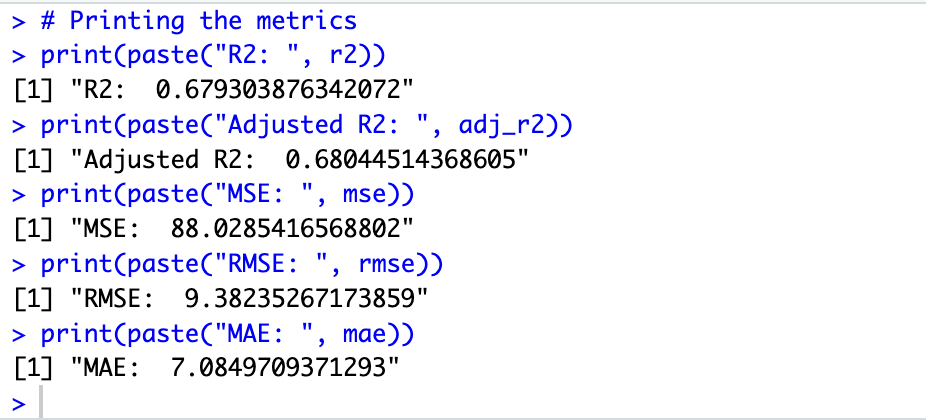 > # Printing the metrics
> print(paste("R2: ", r2))
[1] "R2:  0.679303876342072"
> print(paste("Adjusted R2: ", adj_r2))
[1] "Adjusted R2:  0.68044514368605"
> print(paste("MSE: ", mse))
[1] "MSE:  88.0285416568802"
> print(paste("RMSE: ", rmse))
[1] "RMSE:  9.38235267173859"
> print(paste("MAE: ", mae))
[1] "MAE:  7.0849709371293"
>